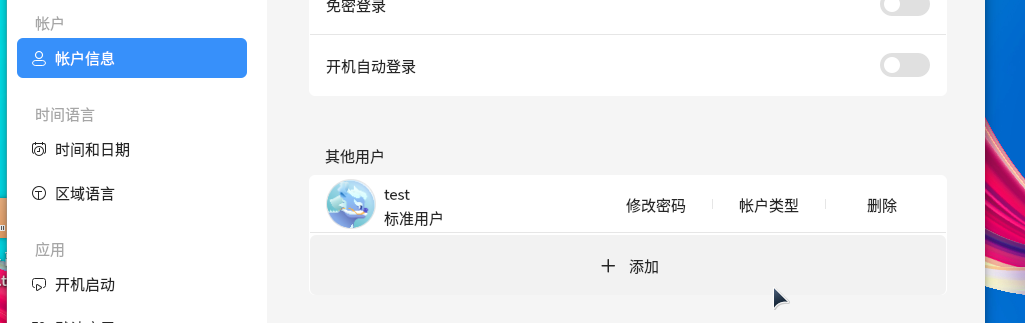 帐户
帐户信息
时间语言
时间和日期
区域语言
应用
开机启动
免密登录
开机自动登录
其他用户
test
标准用户
修改密码
帐户类型
删除
添加